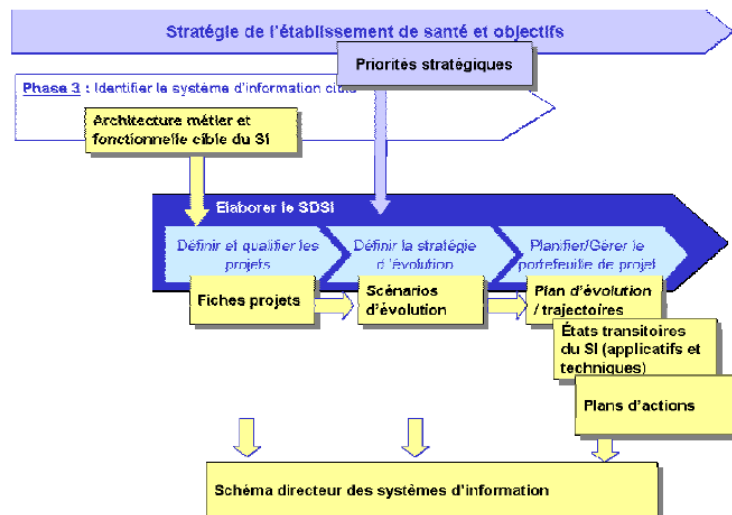 Stratégie de l'établissement de santé et objectifs
Priorités stratégiques
Phase 3 : Identifier le système d'information
Architecture métier et
fonctionnelle cible du SI
Elaborer le SDSI
Définir et qualifier les
projets
Définir la stratégie
d'évolution
Planifier/Gérer le
portefeuille de projet
Fiches projets
Scénarios
d'évolution
Plan d'évolution
/ trajectoires
États transitoires
du SI (applicatifs et
techniques)
Plans d'actions
Schéma directeur des systèmes d'information